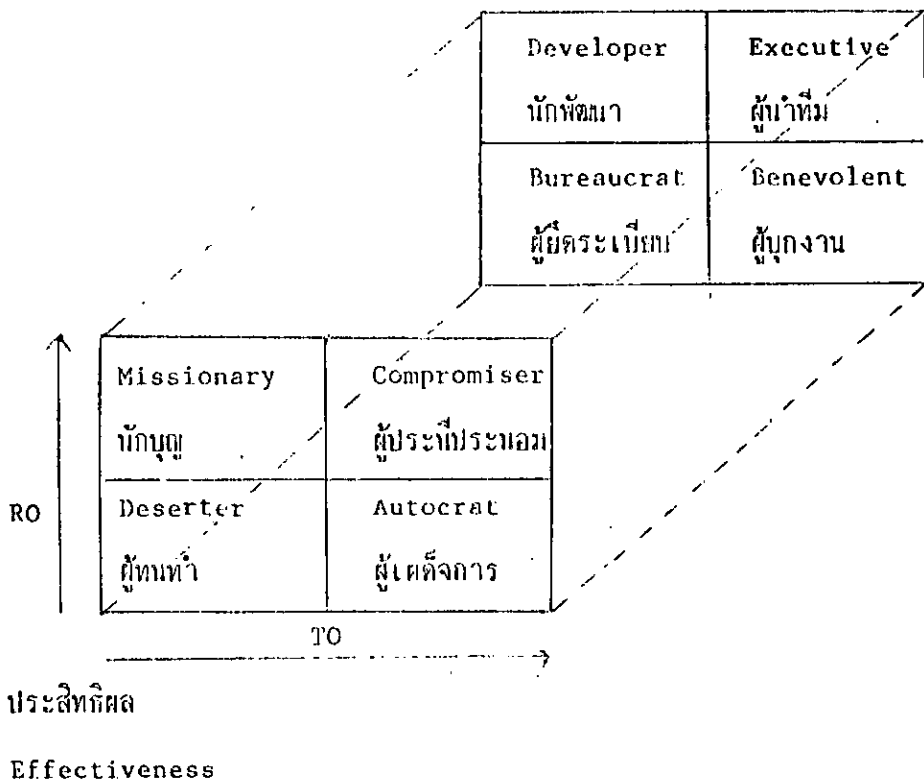 Developer Executive
นักพัฒนา ผู้นำทีม
Bureaucrat Benevolent
ผู้ยึดระเบียบ ผู้บุกงาน
Missionary Compromiser
นักบุญ ผู้ประนีประนอม
RO
Deserter Autocrat
ผู้ทนทำ ผู้เผด็จการ
TO
ประสิทธิผล
Effectiveness